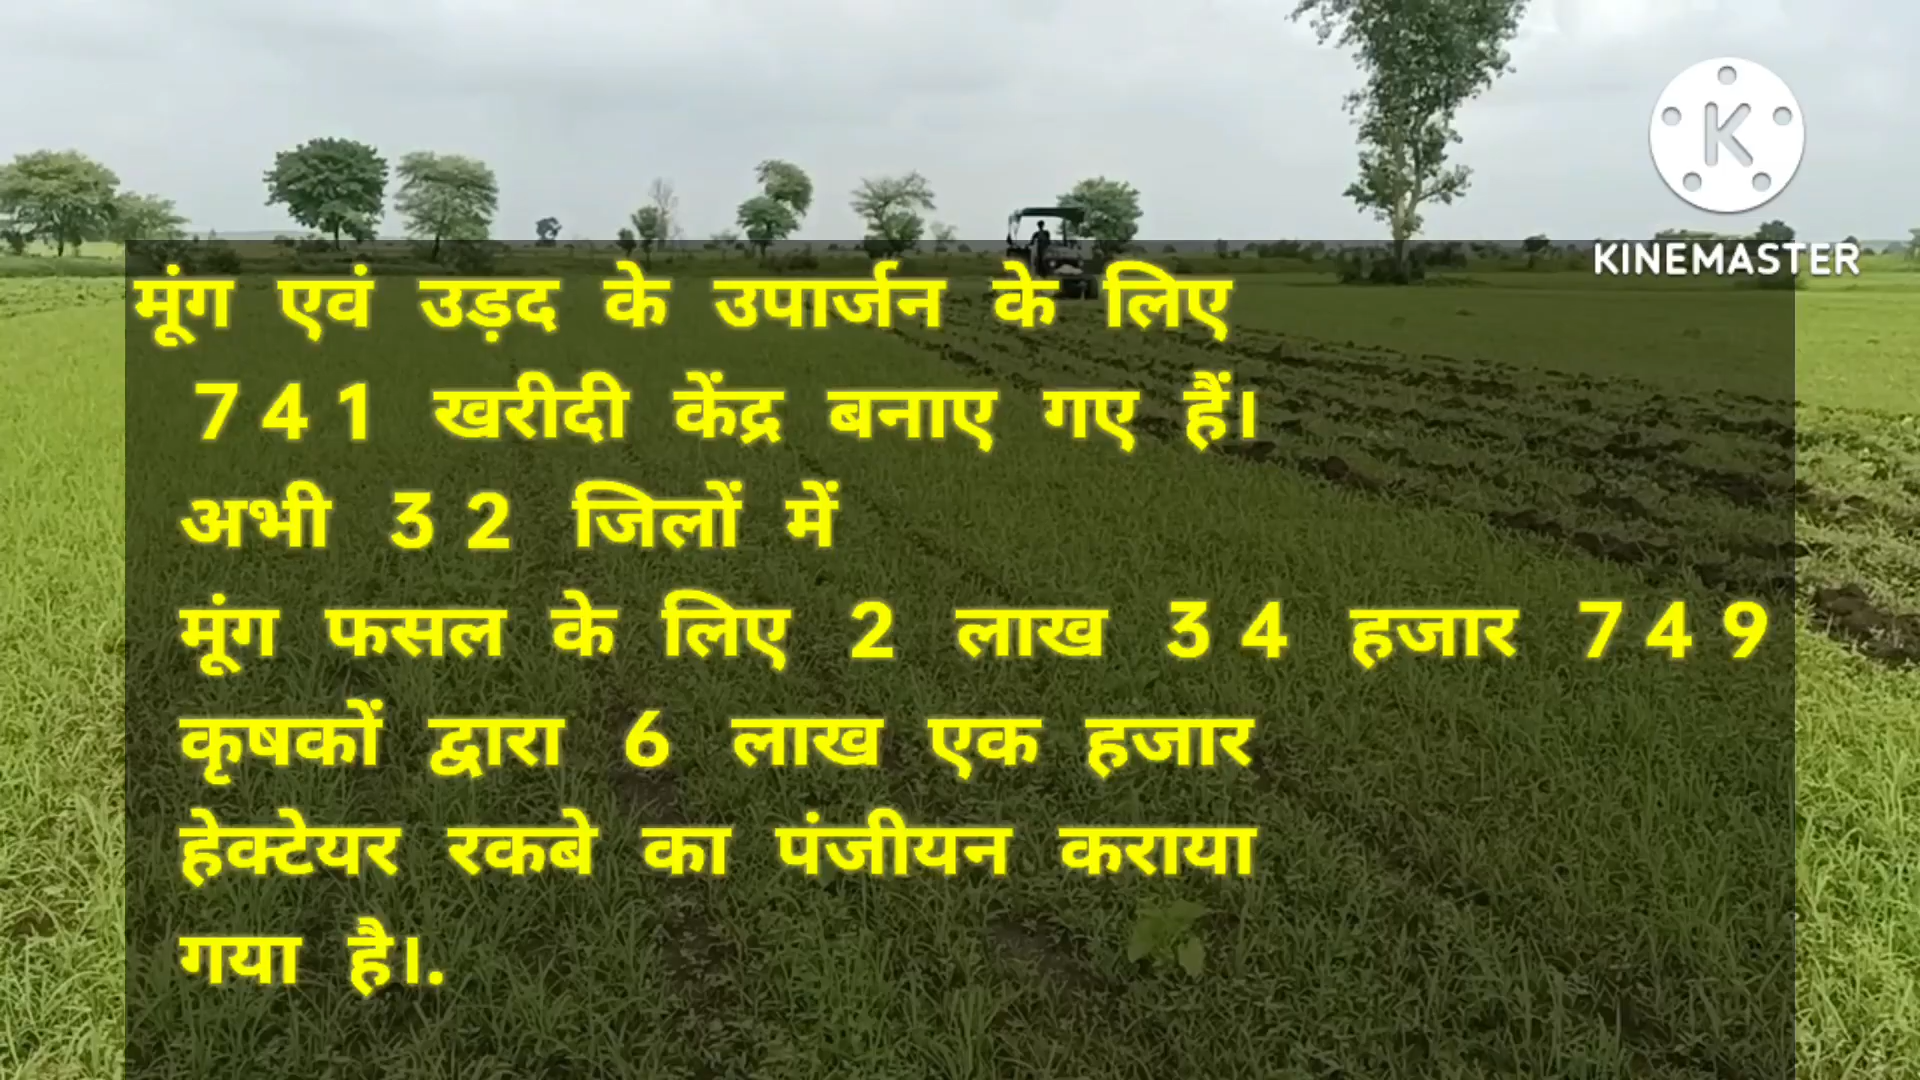 KINEMASTER
मूंग एवं उड़द के उपार्जन के लिए
741 खरीदी केंद्र बनाए गए हैं।
अभी 32 जिलों में
मूंग फसल के लिए 2 लाख 34 हजार 749
कृषकों द्वारा 6 लाख एक हजार
हेक्टेयर रकबे का पंजीयन कराया
गया है।.